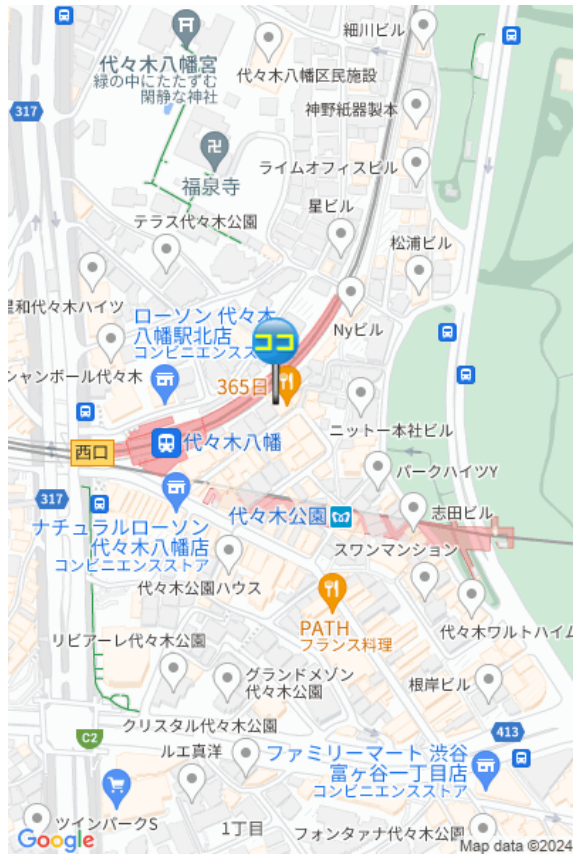 細川ビル
代々木八幡宮
緑の中にたたずむ
閑静な神社
代々木八幡区民施設
317
神野紙器製本
福泉寺
ライムオフィスビル
星ビル
テラス代々木公園
松浦ビル
星和代々木ハイツ
ローソン 代々木
八幡駅北店
コンビニエンススト
Nyビル
ココ
シャンボール代々木
365日
ニットー本社ビル
西口
代々木八幡
パークハイツY
317
代々木公園
志田ビル
ナチュラルローソン
代々木八幡店
コンビニエンスストア
スワンマンション
代々木公園ハウス
PATH
フランス料理
代々木ワルトハイム
リビアーレ代々木公園
グランドメゾン
代々木公園
根岸ビル
クリスタル代々木公園
C2
413
ルエ真洋
ファミリーマート 渋谷
富ヶ谷一丁目店
コンビニエンスストア
ツインパークS
1丁目
フォンタァナ代々木公園
Google
Map data ©2024